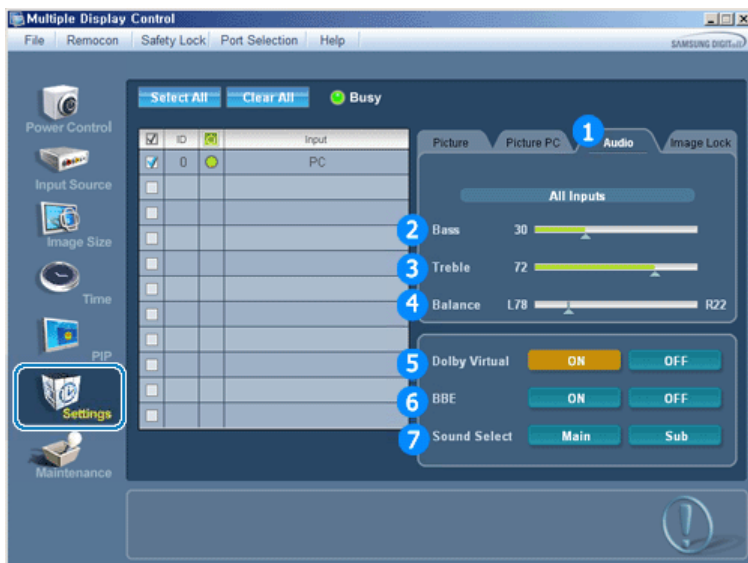 Multiple Display Control
File Remocon Safety Lock Port Selection Help
SAMSUNG DIGITall
Select All Clear All Busy
Power Control
Input Source
Image Size
Time
PIP
Settings
Maintenance
ID Input
0 PC
Picture Picture PC 1 Audio Image Lock
All Inputs
2 Bass 30
3 Treble 72
4 Balance L78 R22
5 Dolby Virtual ON OFF
6 BBE ON OFF
7 Sound Select Main Sub